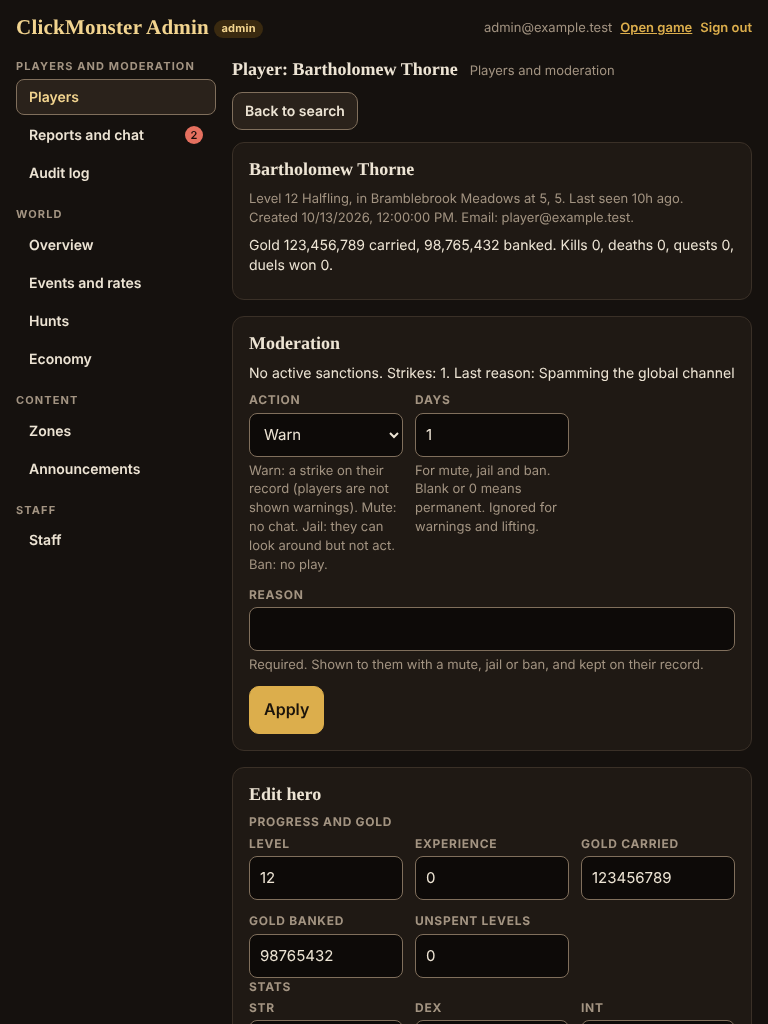 ClickMonster Admin admin
admin@example.test Open game Sign out
PLAYERS AND MODERATION
Players
Reports and chat 2
Audit log
WORLD
Overview
Events and rates
Hunts
Economy
CONTENT
Zones
Announcements
STAFF
Staff
Player: Bartholomew Thorne Players and moderation
Back to search
Bartholomew Thorne
Level 12 Halfling, in Bramblebrook Meadows at 5, 5. Last seen 10h ago.
Created 10/13/2026, 12:00:00 PM. Email: player@example.test.
Gold 123,456,789 carried, 98,765,432 banked. Kills 0, deaths 0, quests 0,
duels won 0.
Moderation
No active sanctions. Strikes: 1. Last reason: Spamming the global channel
ACTION
Warn
Warn: a strike on their
record (players are not
shown warnings). Mute:
no chat. Jail: they can
look around but not act.
Ban: no play.
DAYS
1
For mute, jail and ban.
Blank or 0 means
permanent. Ignored for
warnings and lifting.
REASON
Required. Shown to them with a mute, jail or ban, and kept on their record.
Apply
Edit hero
PROGRESS AND GOLD
LEVEL EXPERIENCE GOLD CARRIED
12 0 123456789
GOLD BANKED UNSPENT LEVELS
98765432 0
STATS
STR DEX INT